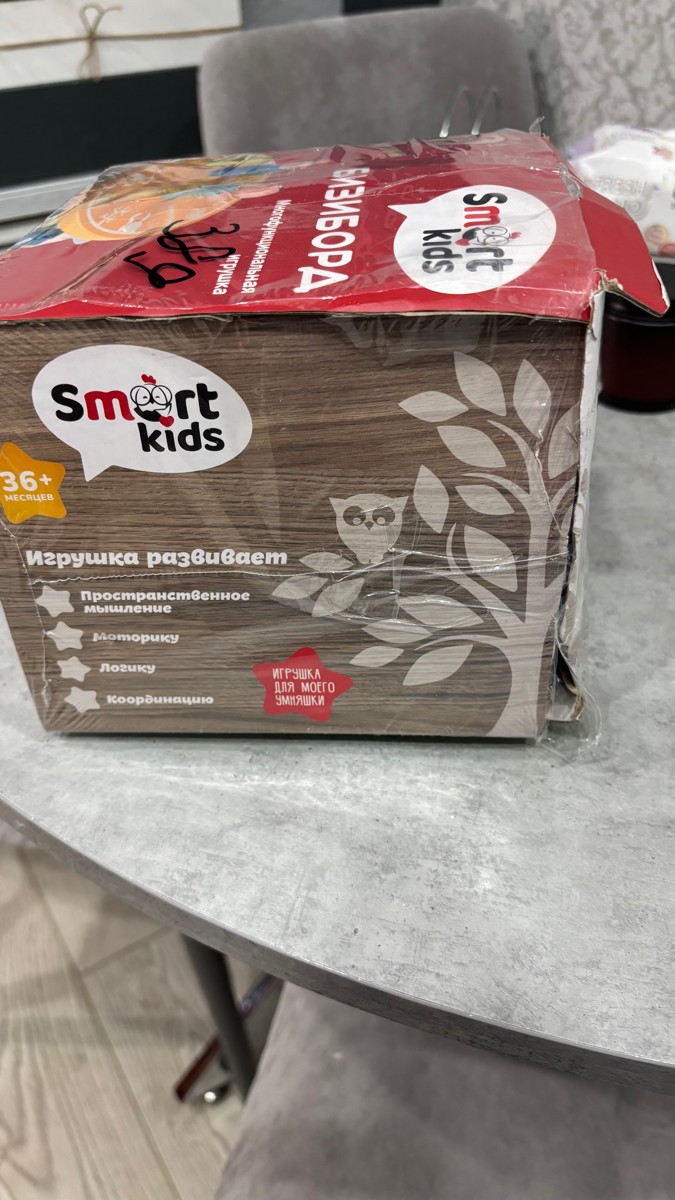 Smart
kids
БИЗИБОРД
Многофункциональная
игрушка
Smart
kids
36+
МЕСЯЦЕВ
Игрушка развивает
Пространственное
мышление
Моторику
Логику
Координацию
ИГРУШКА
ДЛЯ МОЕГО
УМНЯШКИ